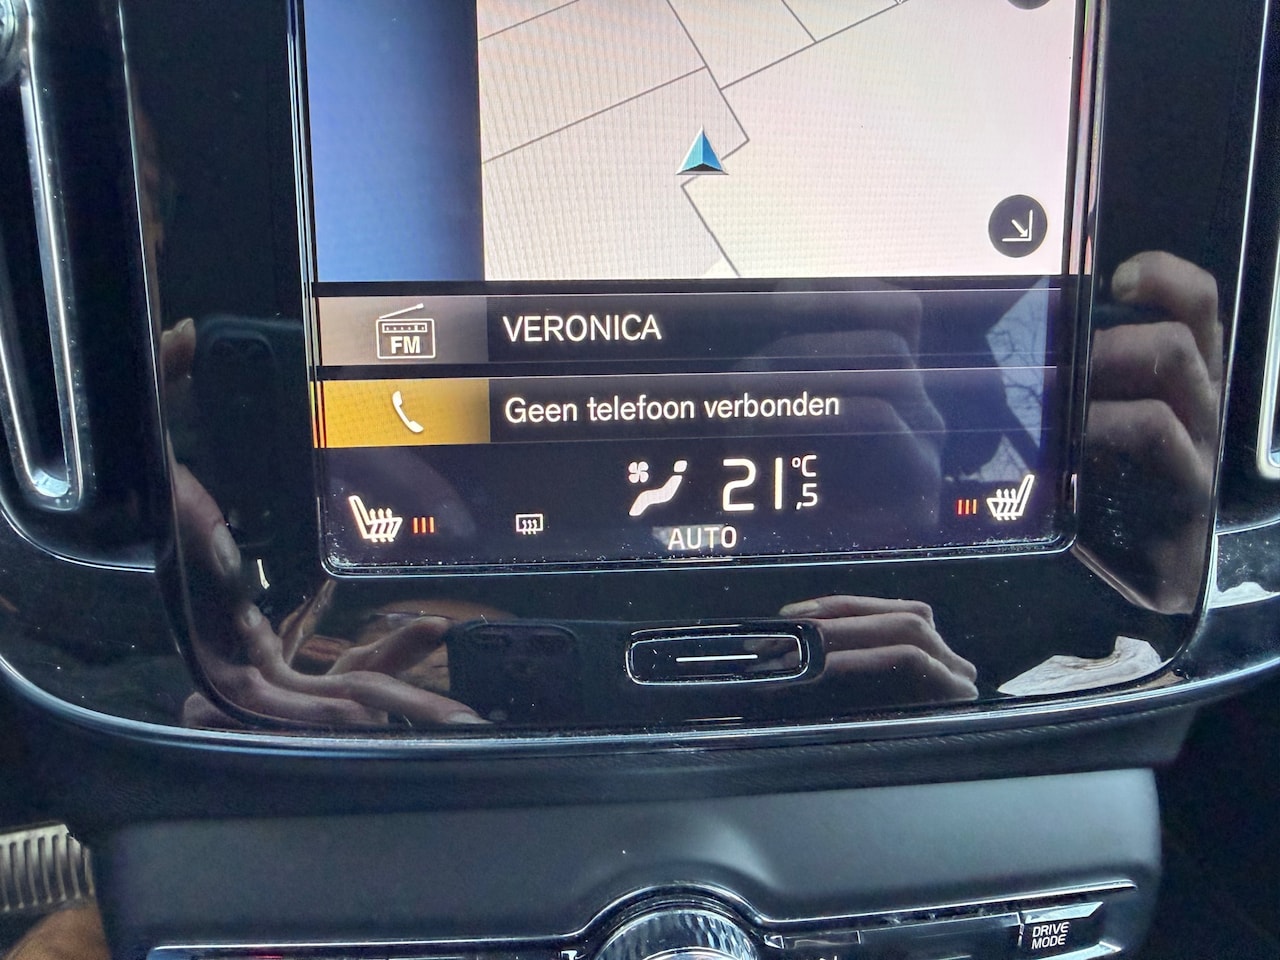 VERONICA
FM
Geen telefoon verbonden
21,5 °C
AUTO
DRIVE
MODE